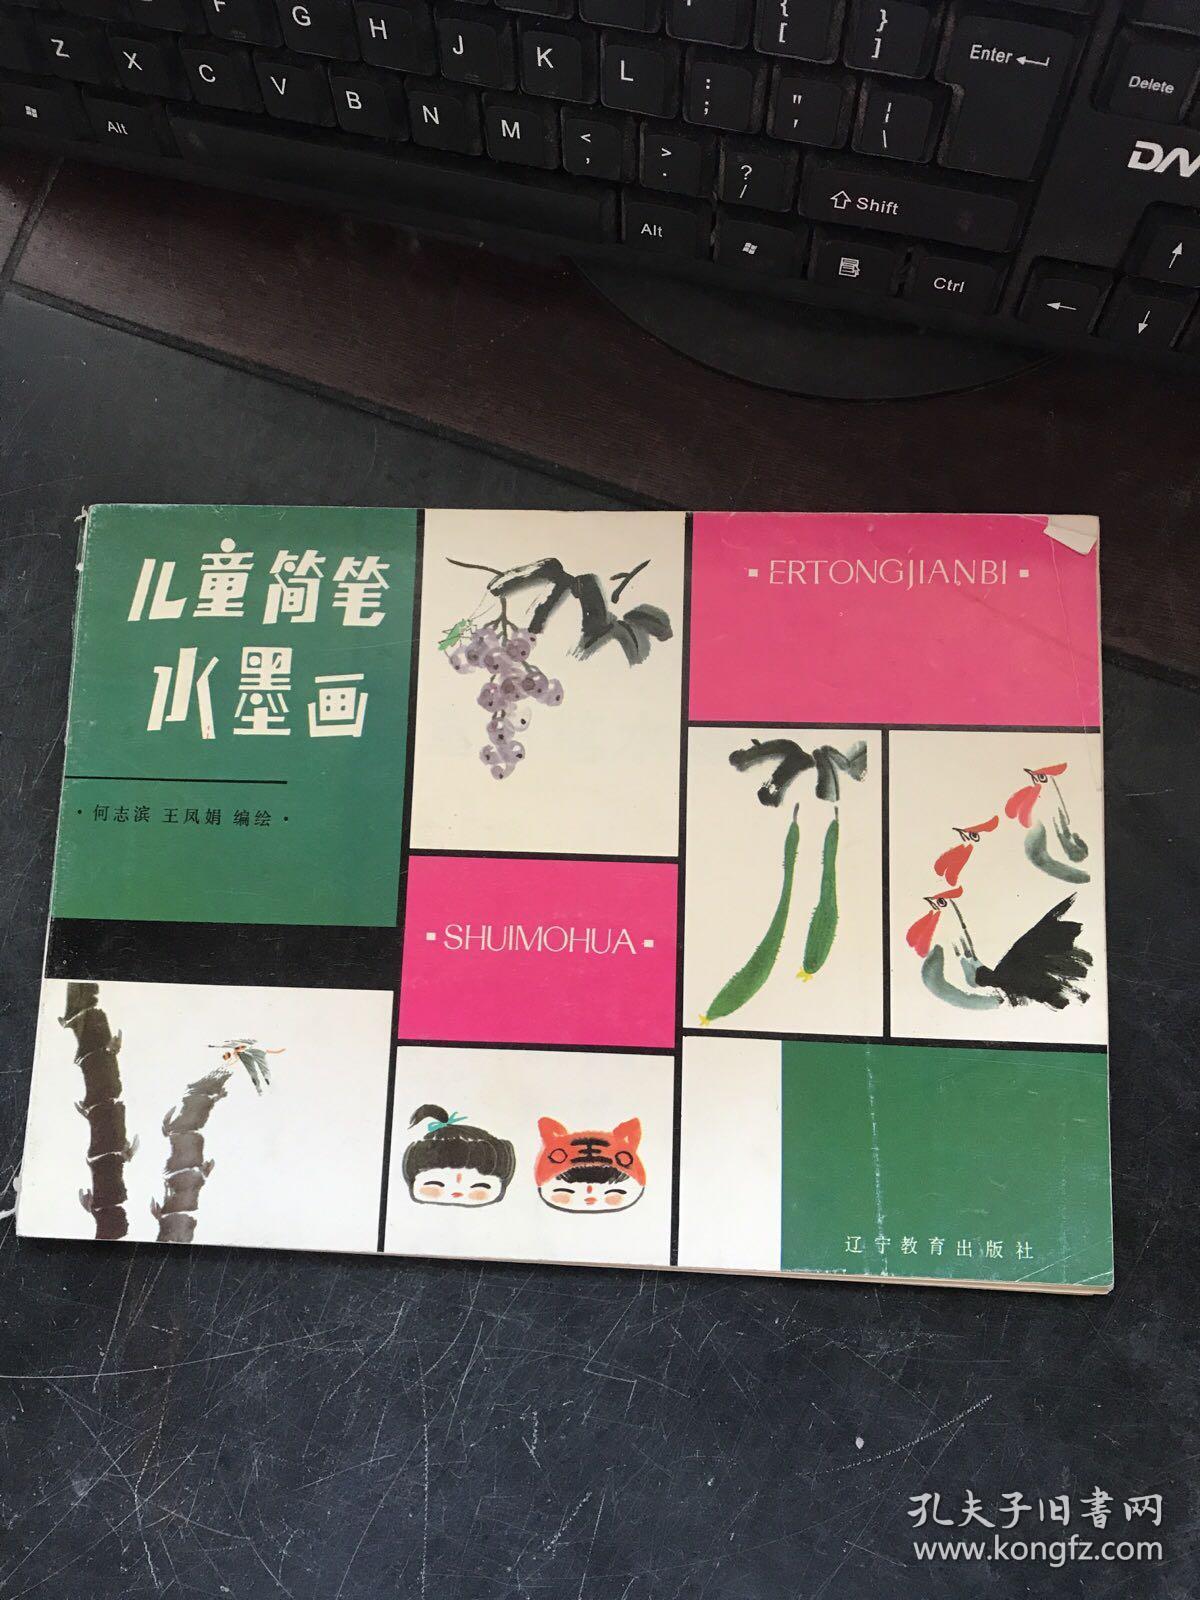 F G H J K L : ; " ' | \ { [ } ] Enter Delete
Z X C V B N M < , > . ? / Shift
Alt Alt Ctrl
儿童简笔
水墨画
·何志滨 王凤娟 编绘·
ERTONGJIANBI
SHUIMOHUA
王
辽宁教育出版社
孔夫子旧书网
www.kongfz.com